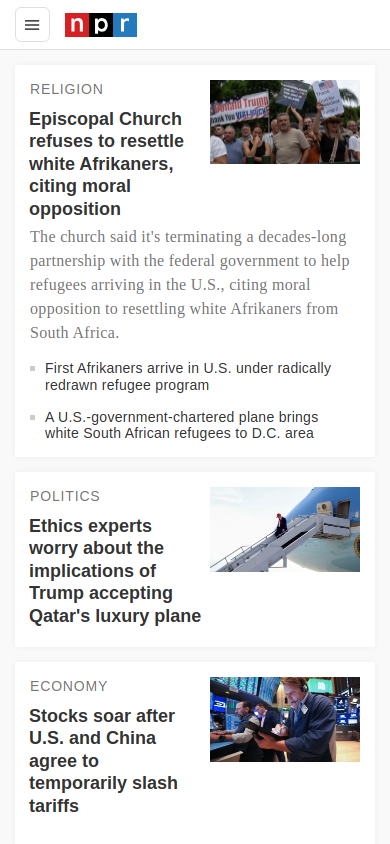 npr
RELIGION
Episcopal Church
refuses to resettle
white Afrikaners,
citing moral
opposition
The church said it's terminating a decades-long
partnership with the federal government to help
refugees arriving in the U.S., citing moral
opposition to resettling white Afrikaners from
South Africa.
First Afrikaners arrive in U.S. under radically
redrawn refugee program
A U.S.-government-chartered plane brings
white South African refugees to D.C. area
POLITICS
Ethics experts
worry about the
implications of
Trump accepting
Qatar's luxury plane
ECONOMY
Stocks soar after
U.S. and China
agree to
temporarily slash
tariffs